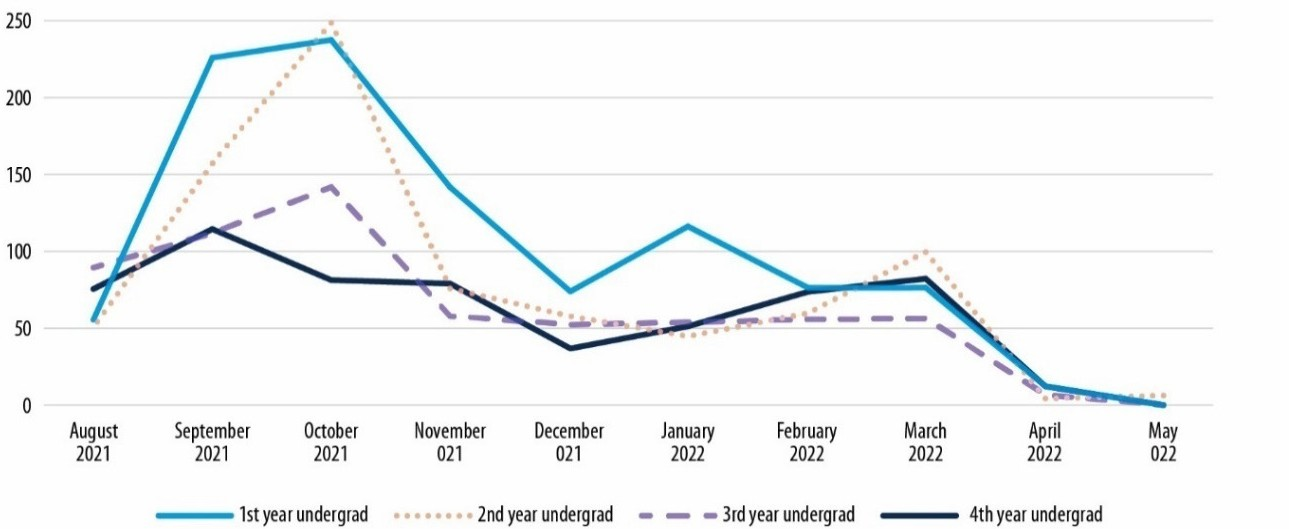 250
200
150
100
50
0
August September October November December January February March April May
2021 2021 2021 021 021 2022 2022 2022 2022 022
1st year undergrad 2nd year undergrad 3rd year undergrad 4th year undergrad